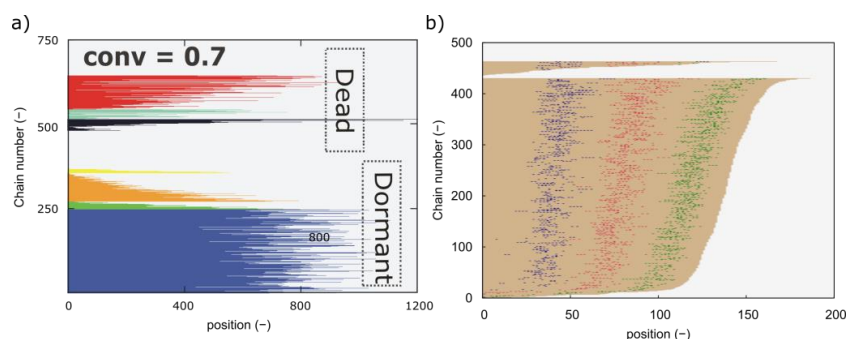 a)
b)
750
500
250
0
conv = 0.7
Dead
Dormant
800
0
400
800
1200
position (−)
Chain number (−)
500
400
300
200
100
0
0
50
100
150
200
position (−)
Chain number (−)